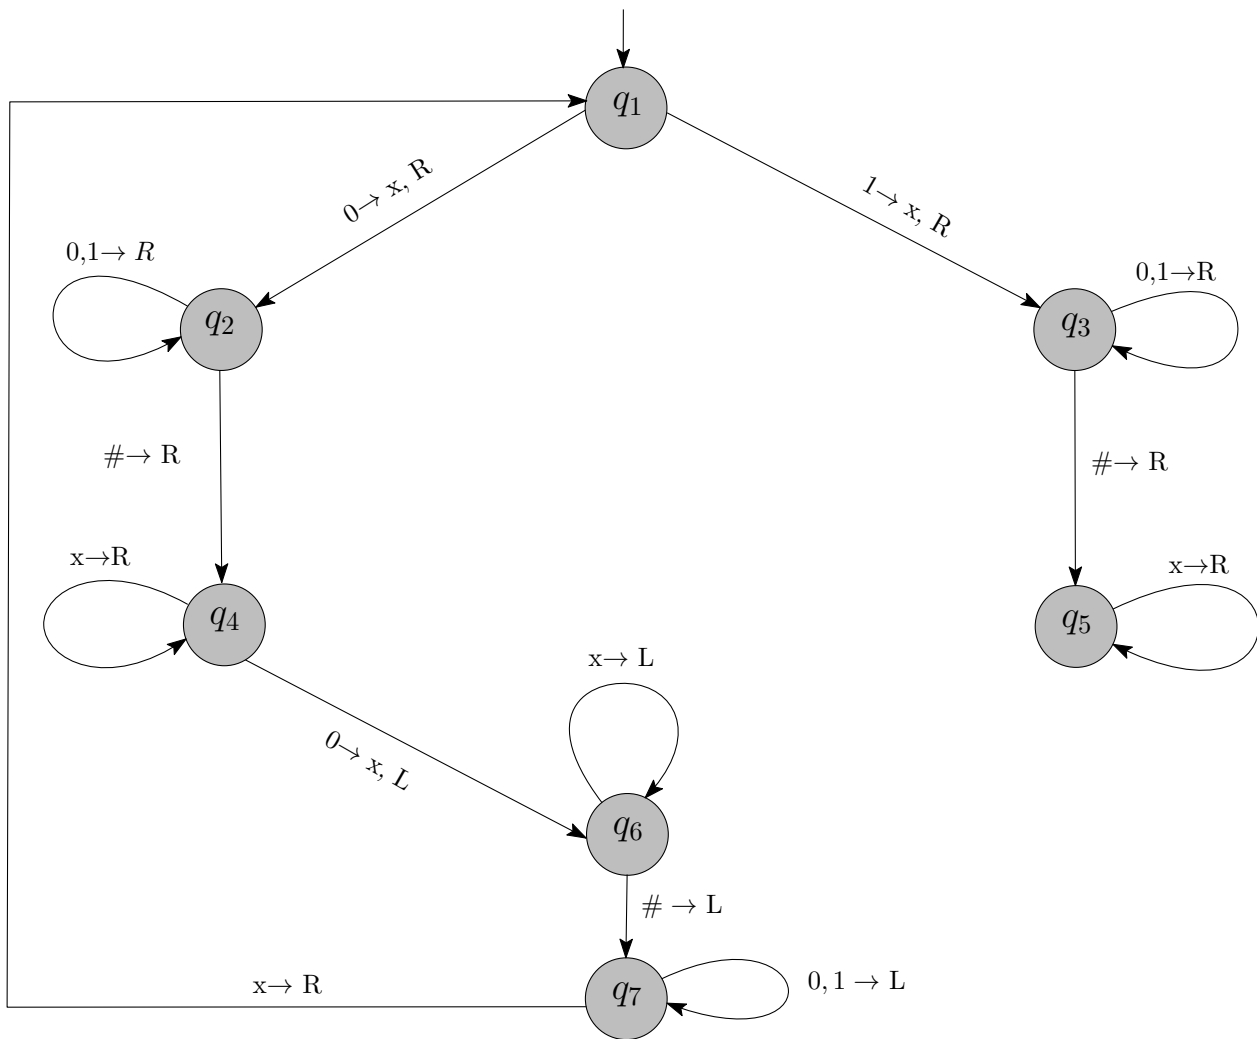 q1
0→ x, R
1→ x, R
0,1→ R
q2
0,1→R
q3
#→ R
#→ R
x→R
q4
x→R
q5
x→ L
0→ x, L
q6
# → L
x→ R
q7
0, 1 → L